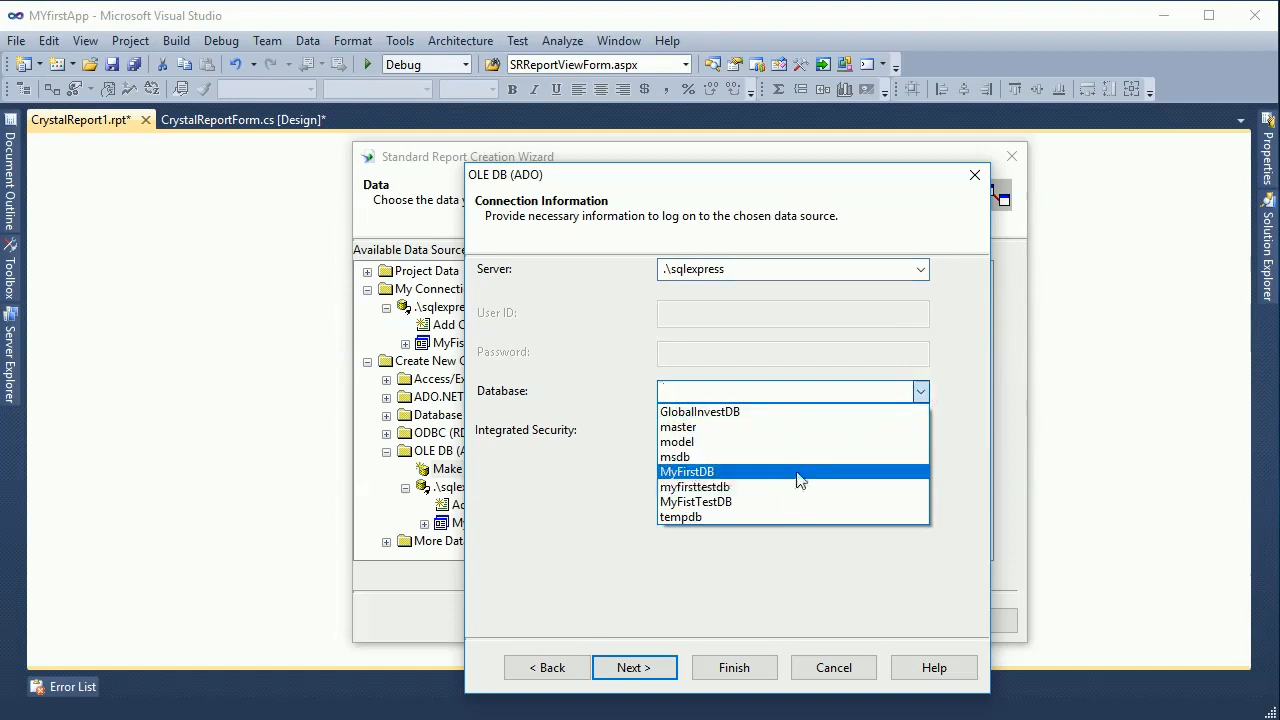 MYfirstApp - Microsoft Visual Studio
File Edit View Project Build Debug Team Data Format Tools Architecture Test Analyze Window Help
Debug SRReportViewForm.aspx
B I U A $ , %
CrystalReport1.rpt* CrystalReportForm.cs [Design]*
Document Outline
Toolbox
Server Explorer
Properties
Solution Explorer
Standard Report Creation Wizard
Data
Choose the data y
Available Data Sourc
Project Data
My Connectio
.\sqlexpre
Add C
MyFis
Create New C
Access/Ex
ADO.NET
Database
ODBC (RD
OLE DB (A
Make
.\sqle
Ad
My
More Dat
OLE DB (ADO)
Connection Information
Provide necessary information to log on to the chosen data source.
Server: .\sqlexpress
User ID:
Password:
Database:
GlobalInvestDB
master
model
msdb
MyFirstDB
myfirsttestdb
MyFistTestDB
tempdb
Integrated Security:
< Back Next > Finish Cancel Help
Error List